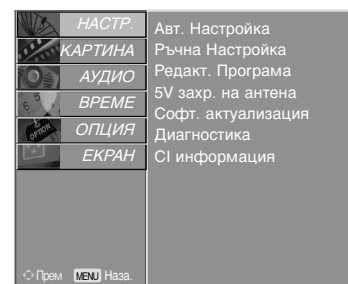 НАСТР.
КАРТИНА
АУДИО
ВРЕМЕ
ОПЦИЯ
ЕКРАН
Авт. Настройка
Ръчна Настройка
Редакт. Програма
5V захр. на антена
Софт. актуализация
Диагностика
CI информация
Прем MENU Наза.